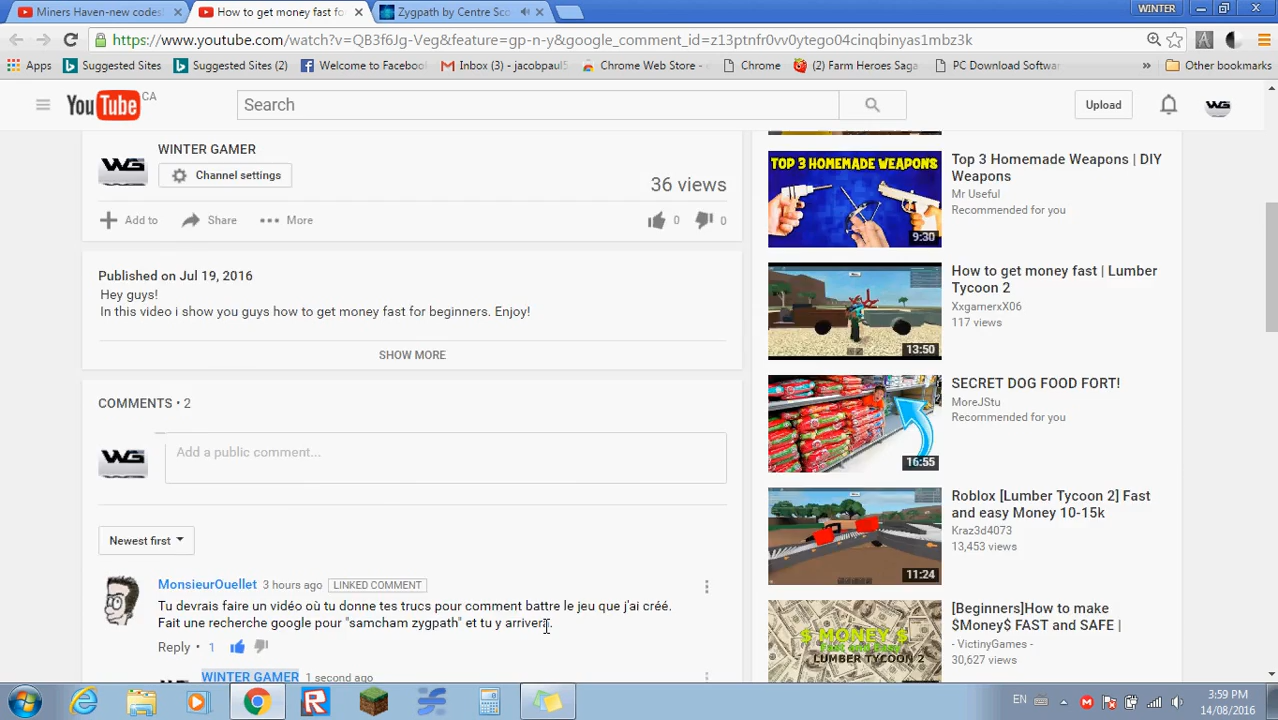 Miners Haven-new codes
How to get money fast fo
Zygpath by Centre Sco
WINTER
https://www.youtube.com/watch?v=QB3f6Jg-Veg&feature=gp-n-y&google_comment_id=z13ptnfr0vv0ytego04cinqbinyas1mbz3k
Apps Suggested Sites Suggested Sites (2) Welcome to Facebook Inbox (3) - jacobpaul5 Chrome Web Store - Chrome (2) Farm Heroes Saga PC Download Softwar » Other bookmarks
YouTube CA
Search
Upload
WG
WINTER GAMER
Channel settings
36 views
Add to Share More
0 0
Published on Jul 19, 2016
Hey guys!
In this video i show you guys how to get money fast for beginners. Enjoy!
SHOW MORE
COMMENTS • 2
WG
Add a public comment...
Newest first
MonsieurOuellet 3 hours ago LINKED COMMENT
Tu devrais faire un vidéo où tu donne tes trucs pour comment battre le jeu que j'ai créé.
Fait une recherche google pour "samcham zygpath" et tu y arrivera.
Reply • 1
WINTER GAMER 1 second ago
TOP 3 HOMEMADE WEAPONS
9:30
Top 3 Homemade Weapons | DIY
Weapons
Mr Useful
Recommended for you
13:50
How to get money fast | Lumber
Tycoon 2
XxgamerxX06
117 views
16:55
SECRET DOG FOOD FORT!
MoreJStu
Recommended for you
11:24
Roblox [Lumber Tycoon 2] Fast
and easy Money 10-15k
Kraz3d4073
13,453 views
$ MONEY $
LUMBER TYCOON 2
[Beginners]How to make
$Money$ FAST and SAFE |
- VictinyGames -
30,627 views
EN
3:59 PM
14/08/2016